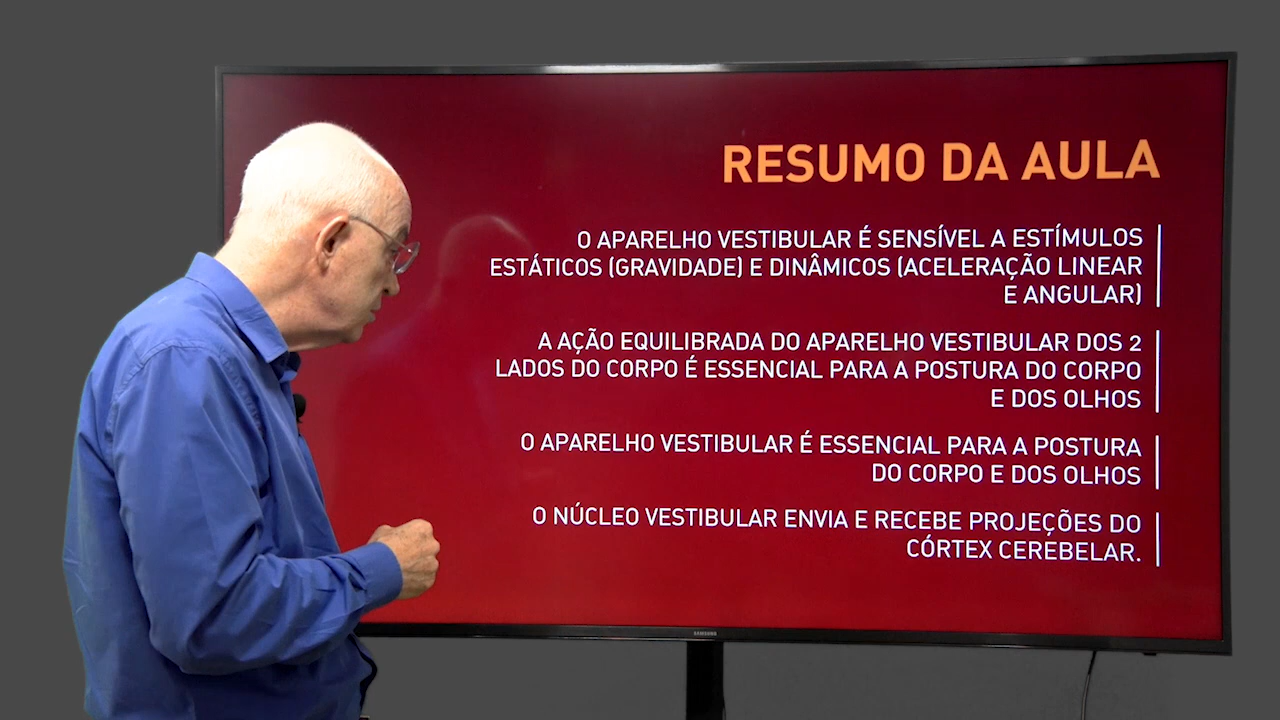 RESUMO DA AULA
O APARELHO VESTIBULAR É SENSÍVEL A ESTÍMULOS
ESTÁTICOS (GRAVIDADE) E DINÂMICOS (ACELERAÇÃO LINEAR
E ANGULAR)
A AÇÃO EQUILIBRADA DO APARELHO VESTIBULAR DOS 2
LADOS DO CORPO É ESSENCIAL PARA A POSTURA DO CORPO
E DOS OLHOS
O APARELHO VESTIBULAR É ESSENCIAL PARA A POSTURA
DO CORPO E DOS OLHOS
O NÚCLEO VESTIBULAR ENVIA E RECEBE PROJEÇÕES DO
CÓRTEX CEREBELAR.
SAMSUNG